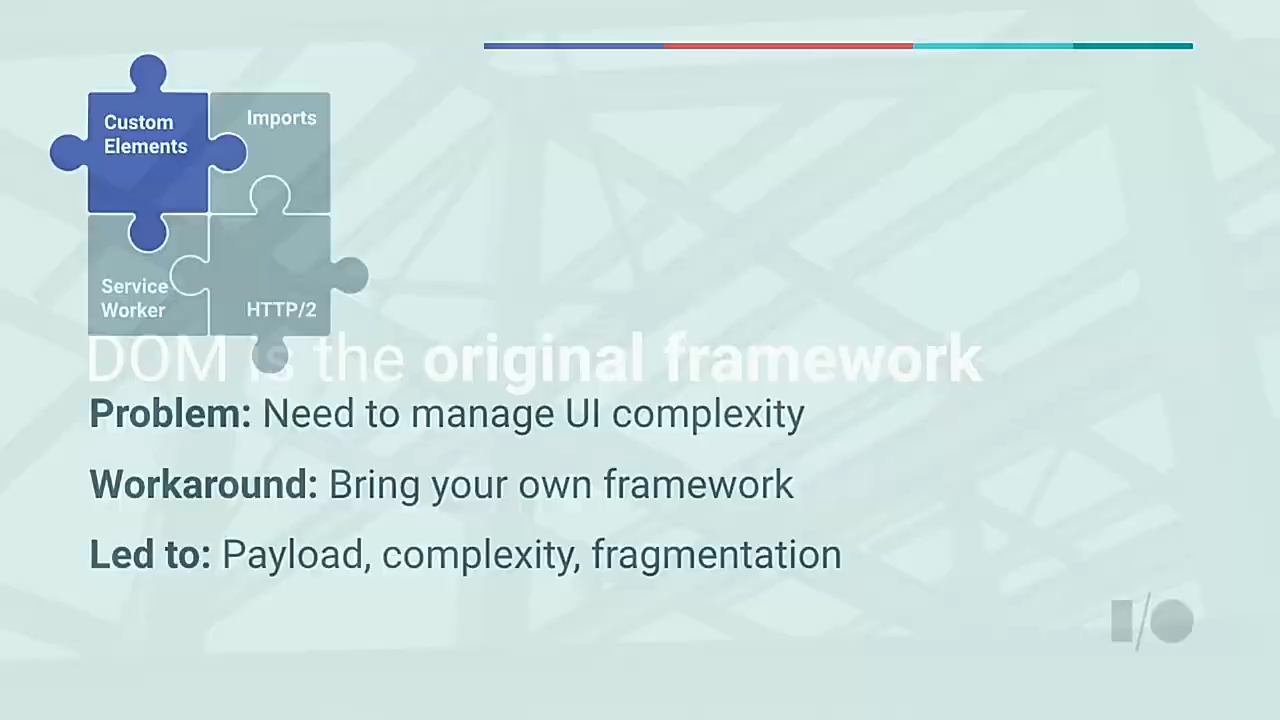 Custom
Elements
Imports
Service
Worker
HTTP/2
DOM is the original framework
Problem: Need to manage UI complexity
Workaround: Bring your own framework
Led to: Payload, complexity, fragmentation
I/O